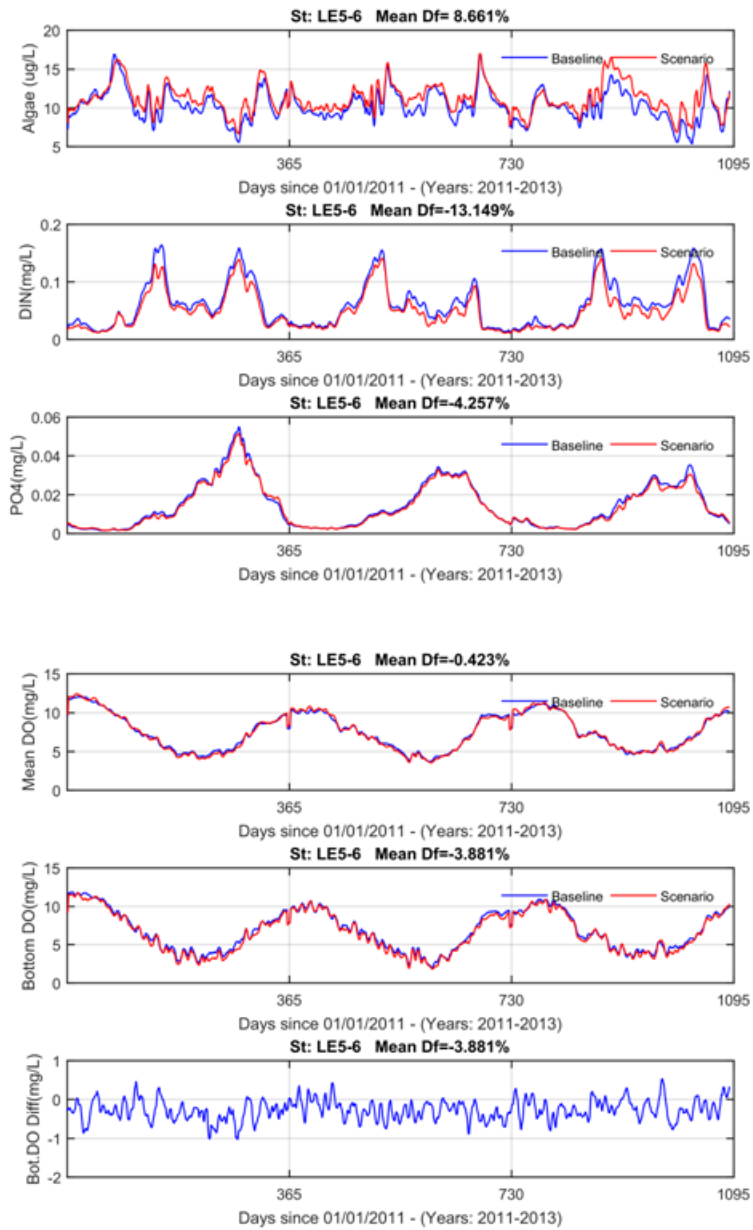 St: LE5-6 Mean Df= 8.661%
20
15
10
5
Algae (ug/L)
Baseline Scenario
365 730 1095
Days since 01/01/2011 - (Years: 2011-2013)
St: LE5-6 Mean Df=-13.149%
0.2
0.1
0
DIN(mg/L)
Baseline Scenario
365 730 1095
Days since 01/01/2011 - (Years: 2011-2013)
St: LE5-6 Mean Df=-4.257%
0.06
0.04
0.02
0
PO4(mg/L)
Baseline Scenario
365 730 1095
Days since 01/01/2011 - (Years: 2011-2013)
St: LE5-6 Mean Df=-0.423%
15
10
5
0
Mean DO(mg/L)
Baseline Scenario
365 730 1095
Days since 01/01/2011 - (Years: 2011-2013)
St: LE5-6 Mean Df=-3.881%
15
10
5
0
Bottom DO(mg/L)
Baseline Scenario
365 730 1095
Days since 01/01/2011 - (Years: 2011-2013)
St: LE5-6 Mean Df=-3.881%
1
0
-1
-2
Bot.DO Diff(mg/L)
365 730 1095
Days since 01/01/2011 - (Years: 2011-2013)